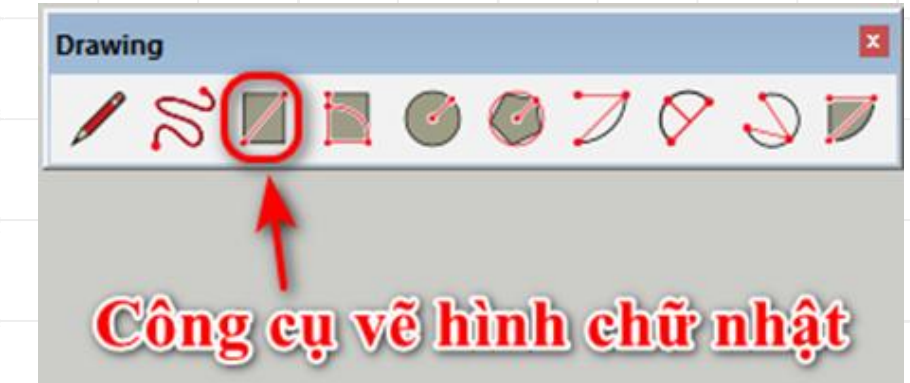 Drawing
x
Công cụ vẽ hình chữ nhật